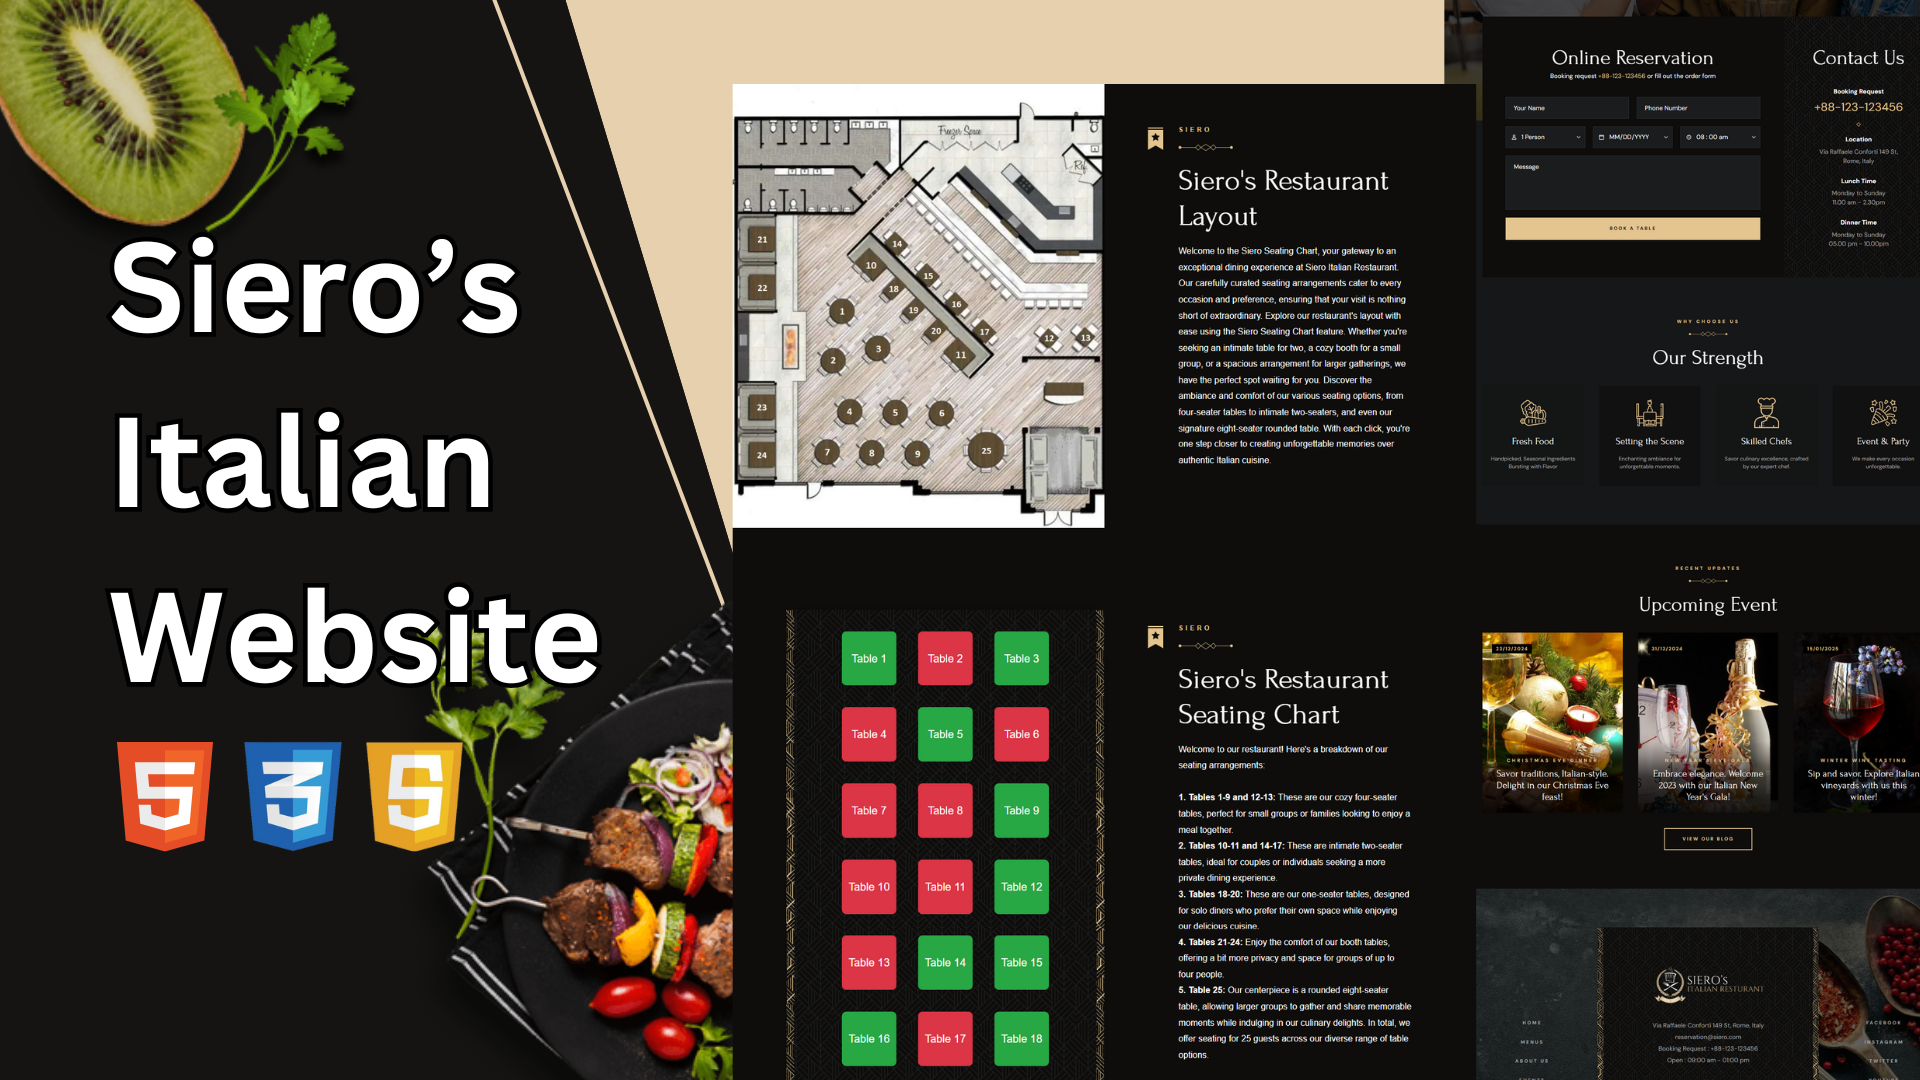 Siero’s
Italian
Website
5
3
5
Freezer Space
Ref.
21
22
23
24
14
10
15
18
16
19
1
20
17
3
11
2
12
13
4
5
6
7
8
9
25
SIERO
Siero's Restaurant
Layout
Welcome to the Siero Seating Chart, your gateway to an
exceptional dining experience at Siero Italian Restaurant.
Our carefully curated seating arrangements cater to every
occasion and preference, ensuring that your visit is nothing
short of extraordinary. Explore our restaurant's layout with
ease using the Siero Seating Chart feature. Whether you're
seeking an intimate table for two, a cozy booth for a small
group, or a spacious arrangement for larger gatherings, we
have the perfect spot waiting for you. Discover the
ambiance and comfort of our various seating options, from
four-seater tables to intimate two-seaters, and even our
signature eight-seater rounded table. With each click, you're
one step closer to creating unforgettable memories over
authentic Italian cuisine.
Table 1
Table 2
Table 3
Table 4
Table 5
Table 6
Table 7
Table 8
Table 9
Table 10
Table 11
Table 12
Table 13
Table 14
Table 15
Table 16
Table 17
Table 18
SIERO
Siero's Restaurant
Seating Chart
Welcome to our restaurant! Here's a breakdown of our
seating arrangements:
1. Tables 1-9 and 12-13: These are our cozy four-seater
tables, perfect for small groups or families looking to enjoy a
meal together.
2. Tables 10-11 and 14-17: These are intimate two-seater
tables, ideal for couples or individuals seeking a more
private dining experience.
3. Tables 18-20: These are our one-seater tables, designed
for solo diners who prefer their own space while enjoying
our delicious cuisine.
4. Tables 21-24: Enjoy the comfort of our booth tables,
offering a bit more privacy and space for groups of up to
four people.
5. Table 25: Our centerpiece is a rounded eight-seater
table, allowing larger groups to gather and share memorable
moments while indulging in our culinary delights. In total, we
offer seating for 25 guests across our diverse range of table
options.
Online Reservation
Booking request +88-123-123456 or fill out the order form
Your Name
Phone Number
1 Person
MM/DD/YYYY
08 : 00 am
Message
BOOK A TABLE
Contact Us
Booking Request
+88-123-123456
Location
Via Raffaele Conforti 149 St,
Rome, Italy
Lunch Time
Monday to Sunday
11.00 am - 2.30pm
Dinner Time
Monday to Sunday
05.00 pm - 10.00pm
WHY CHOOSE US
Our Strength
Fresh Food
Handpicked, Seasonal Ingredients
Bursting with Flavor
Setting the Scene
Enchanting ambiance for
unforgettable moments.
Skilled Chefs
Savor culinary excellence, crafted
by our expert chef.
Event & Party
We make every occasion
unforgettable.
RECENT UPDATES
Upcoming Event
23/12/2024
CHRISTMAS EVE DINNER
Savor traditions, Italian-style.
Delight in our Christmas Eve
feast!
31/12/2024
NEW YEAR'S EVE GALA
Embrace elegance. Welcome
2023 with our Italian New
Year's Gala!
15/01/2025
WINTER WINE TASTING
Sip and savor. Explore Italian
vineyards with us this
winter!
VIEW OUR BLOG
SIERO'S
ITALIAN RESTURANT
Via Raffaele Conforti 149 St, Rome, Italy
reservation@siero.com
Booking Request : +88-123-123456
Open : 09:00 am - 01:00 pm
HOME
MENUS
ABOUT US
FACEBOOK
INSTAGRAM
TWITTER